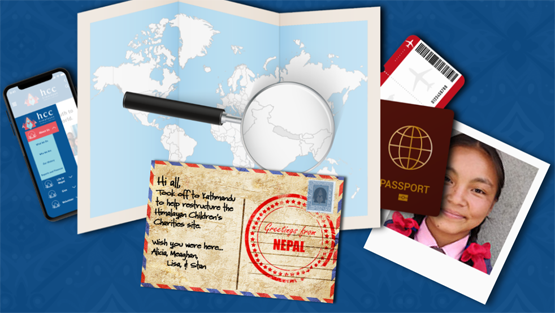 hcc
hcc
Hi all,
Took off to Kathmandu
to help restructure the
Himalayan Children's
Charities site.
Wish you were here...
Alicia, Meaghan,
Lisa, & Stan
Greetings from
NEPAL
PASSPORT